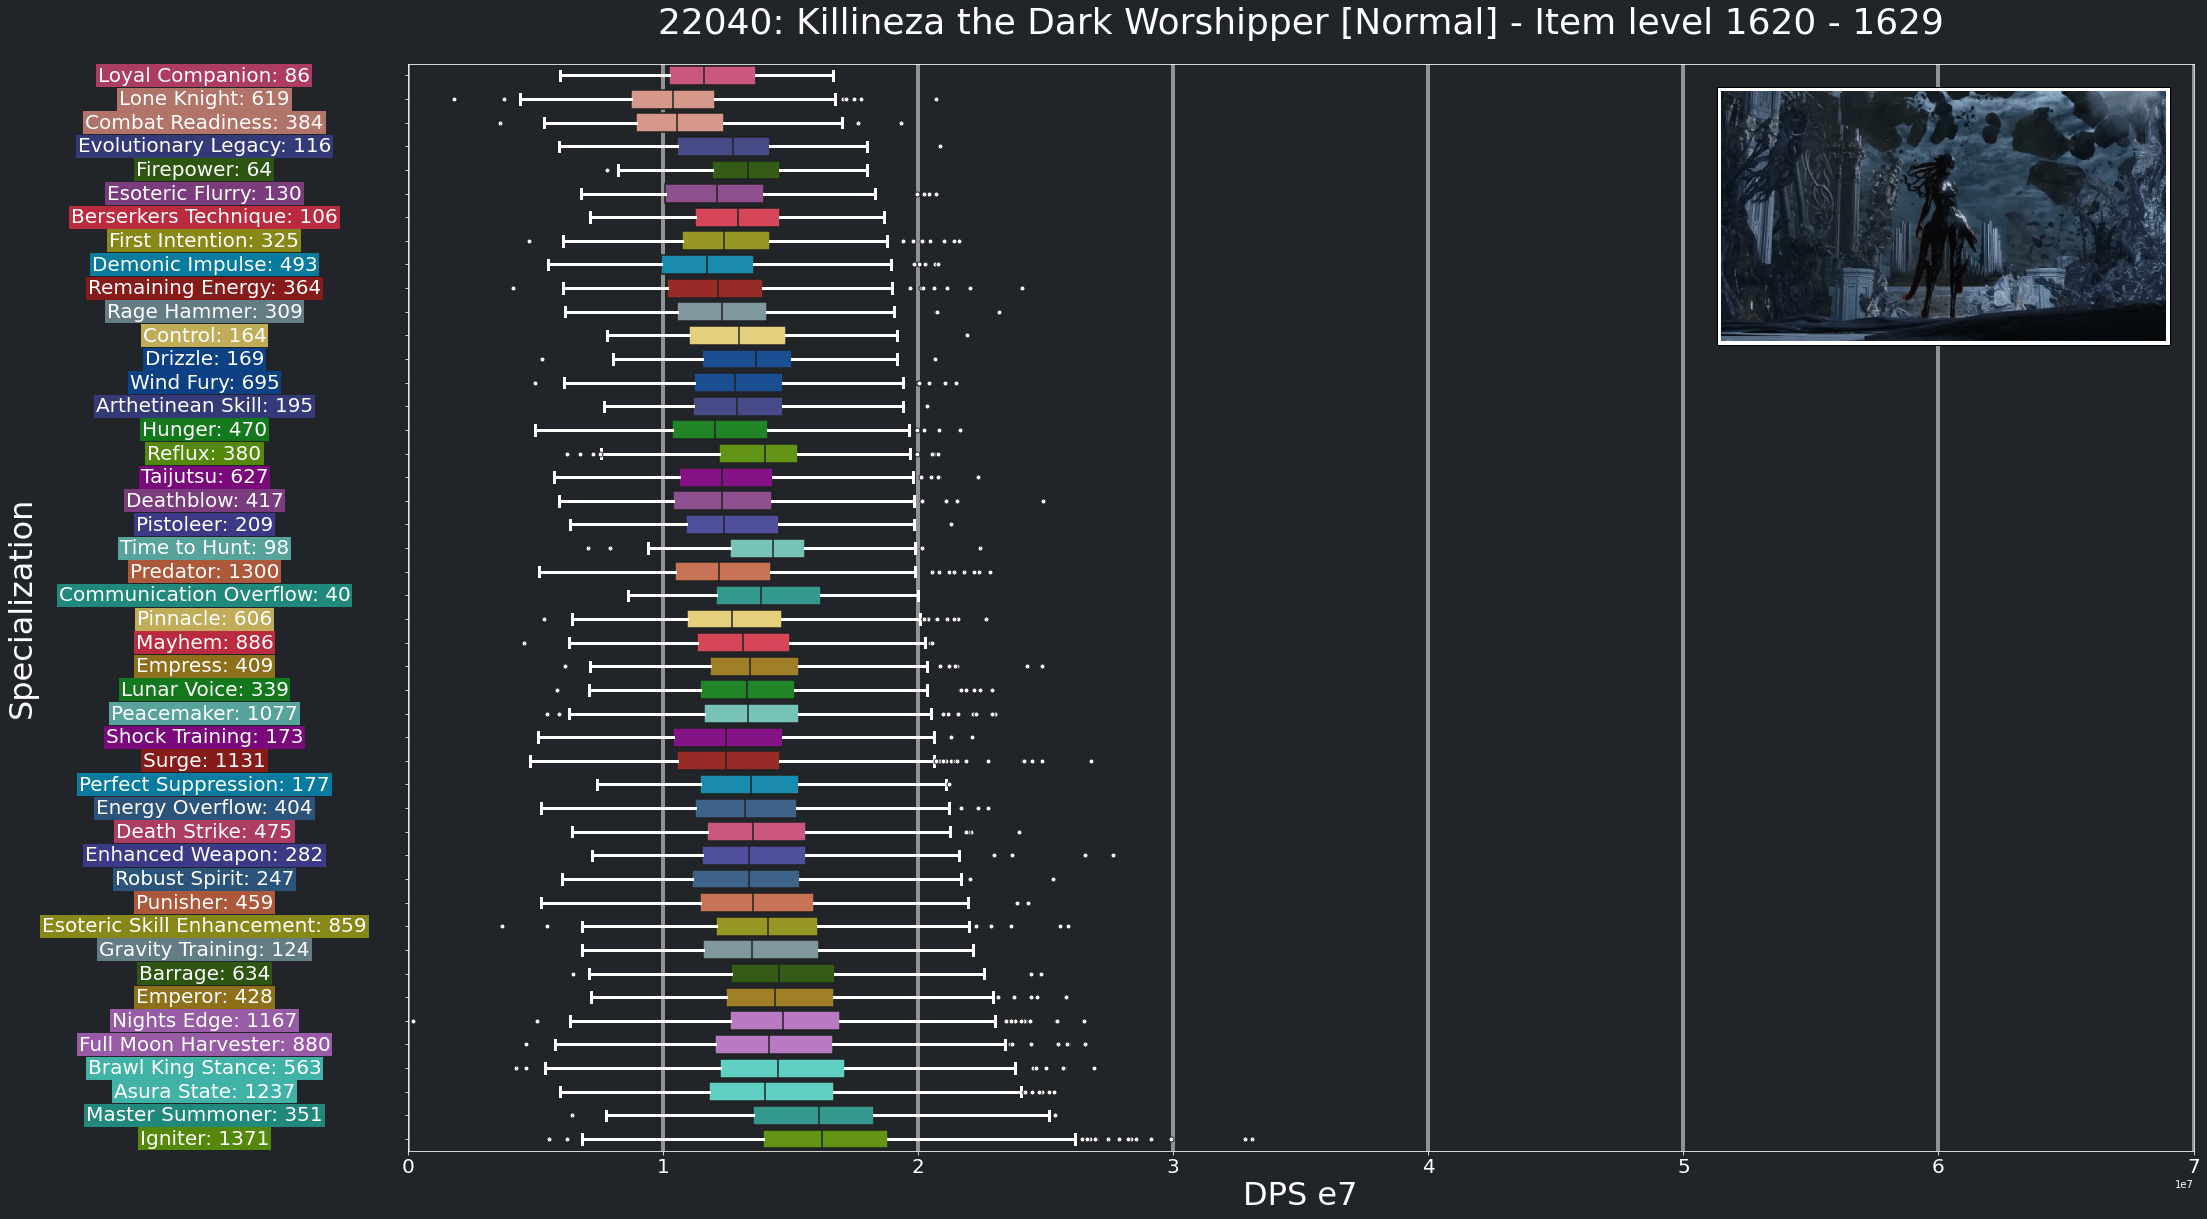 22040: Killineza the Dark Worshipper [Normal] - Item level 1620 - 1629
Specialization
Loyal Companion: 86
Lone Knight: 619
Combat Readiness: 384
Evolutionary Legacy: 116
Firepower: 64
Esoteric Flurry: 130
Berserkers Technique: 106
First Intention: 325
Demonic Impulse: 493
Remaining Energy: 364
Rage Hammer: 309
Control: 164
Drizzle: 169
Wind Fury: 695
Arthetinean Skill: 195
Hunger: 470
Reflux: 380
Taijutsu: 627
Deathblow: 417
Pistoleer: 209
Time to Hunt: 98
Predator: 1300
Communication Overflow: 40
Pinnacle: 606
Mayhem: 886
Empress: 409
Lunar Voice: 339
Peacemaker: 1077
Shock Training: 173
Surge: 1131
Perfect Suppression: 177
Energy Overflow: 404
Death Strike: 475
Enhanced Weapon: 282
Robust Spirit: 247
Punisher: 459
Esoteric Skill Enhancement: 859
Gravity Training: 124
Barrage: 634
Emperor: 428
Nights Edge: 1167
Full Moon Harvester: 880
Brawl King Stance: 563
Asura State: 1237
Master Summoner: 351
Igniter: 1371
0 1 2 3 4 5 6 7
1e7
DPS e7